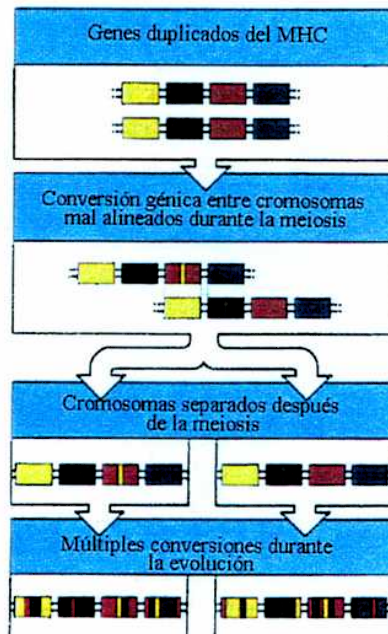 Genes duplicados del MHC
Conversión génica entre cromosomas
mal alineados durante la meiosis
Cromosomas separados después
de la meiosis
Múltiples conversiones durante
la evolución